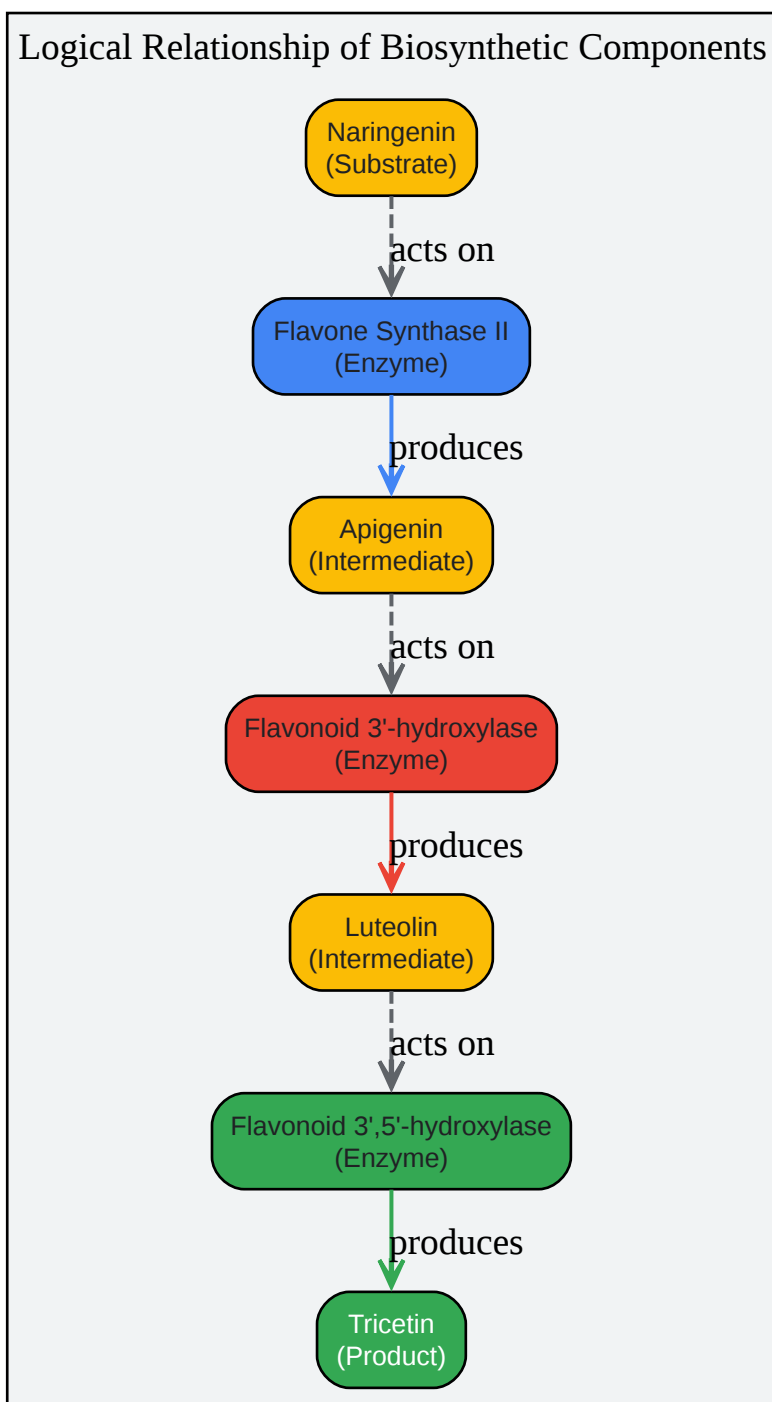 Logical Relationship of Biosynthetic Components
Naringenin
(Substrate)
acts on
Flavone Synthase II
(Enzyme)
produces
Apigenin
(Intermediate)
acts on
Flavonoid 3'-hydroxylase
(Enzyme)
produces
Luteolin
(Intermediate)
acts on
Flavonoid 3',5'-hydroxylase
(Enzyme)
produces
Tricetin
(Product)